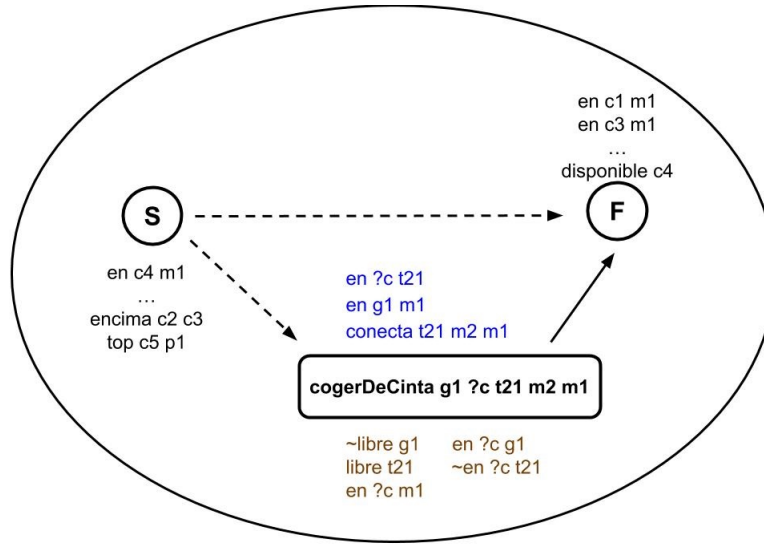 en c1 m1
en c3 m1
...
disponible c4
S
F
en c4 m1
...
encima c2 c3
top c5 p1
en ?c t21
en g1 m1
conecta t21 m2 m1
cogerDeCinta g1 ?c t21 m2 m1
~libre g1 en ?c g1
libre t21 ~en ?c t21
en ?c m1